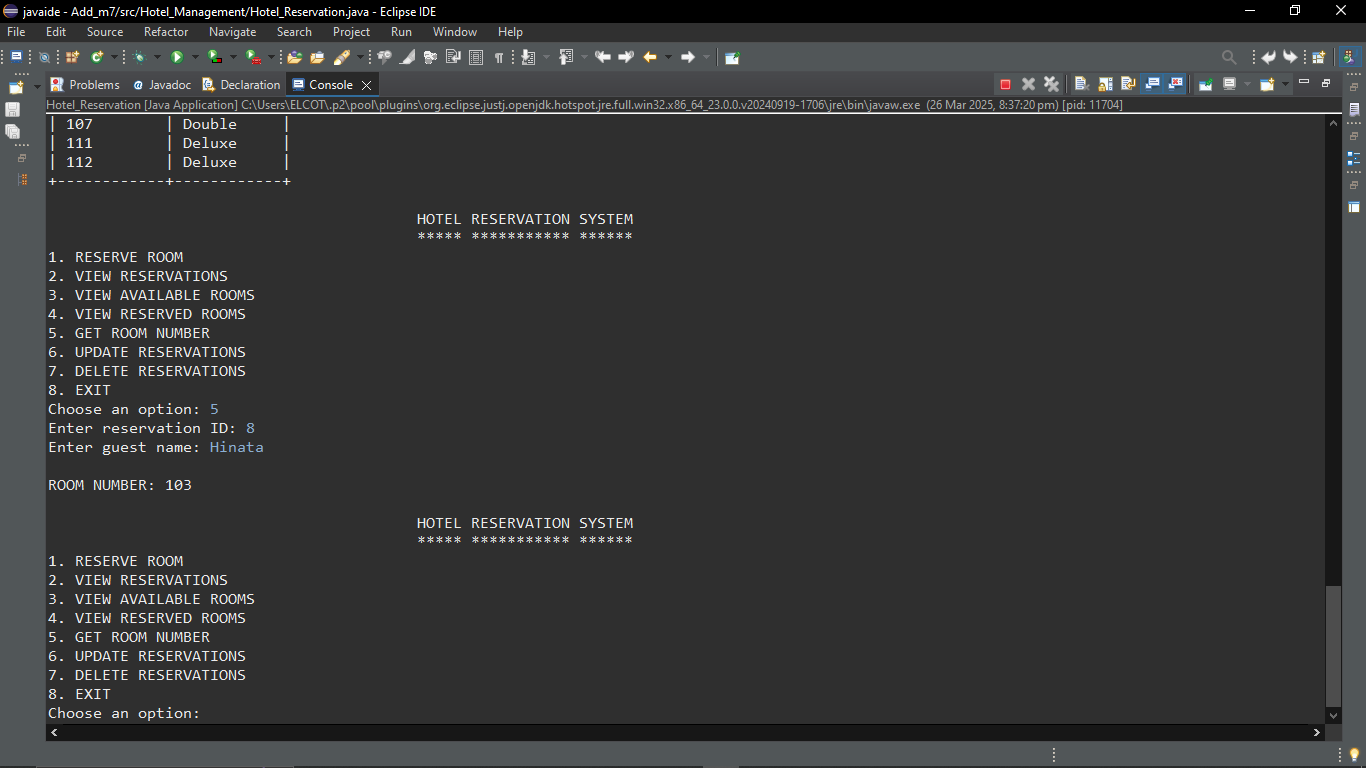 javaide - Add_m7/src/Hotel_Management/Hotel_Reservation.java - Eclipse IDE
File Edit Source Refactor Navigate Search Project Run Window Help
Problems @ Javadoc Declaration Console
Hotel_Reservation [Java Application] C:\Users\ELCOT\.p2\pool\plugins\org.eclipse.justj.openjdk.hotspot.jre.full.win32.x86_64_23.0.0.v20240919-1706\jre\bin\javaw.exe (26 Mar 2025, 8:37:20 pm) [pid: 11704]
| 107        | Double     |
| 111        | Deluxe     |
| 112        | Deluxe     |
+------------+------------+
HOTEL RESERVATION SYSTEM
***** *********** ******
1. RESERVE ROOM
2. VIEW RESERVATIONS
3. VIEW AVAILABLE ROOMS
4. VIEW RESERVED ROOMS
5. GET ROOM NUMBER
6. UPDATE RESERVATIONS
7. DELETE RESERVATIONS
8. EXIT
Choose an option: 5
Enter reservation ID: 8
Enter guest name: Hinata
ROOM NUMBER: 103
HOTEL RESERVATION SYSTEM
***** *********** ******
1. RESERVE ROOM
2. VIEW RESERVATIONS
3. VIEW AVAILABLE ROOMS
4. VIEW RESERVED ROOMS
5. GET ROOM NUMBER
6. UPDATE RESERVATIONS
7. DELETE RESERVATIONS
8. EXIT
Choose an option: